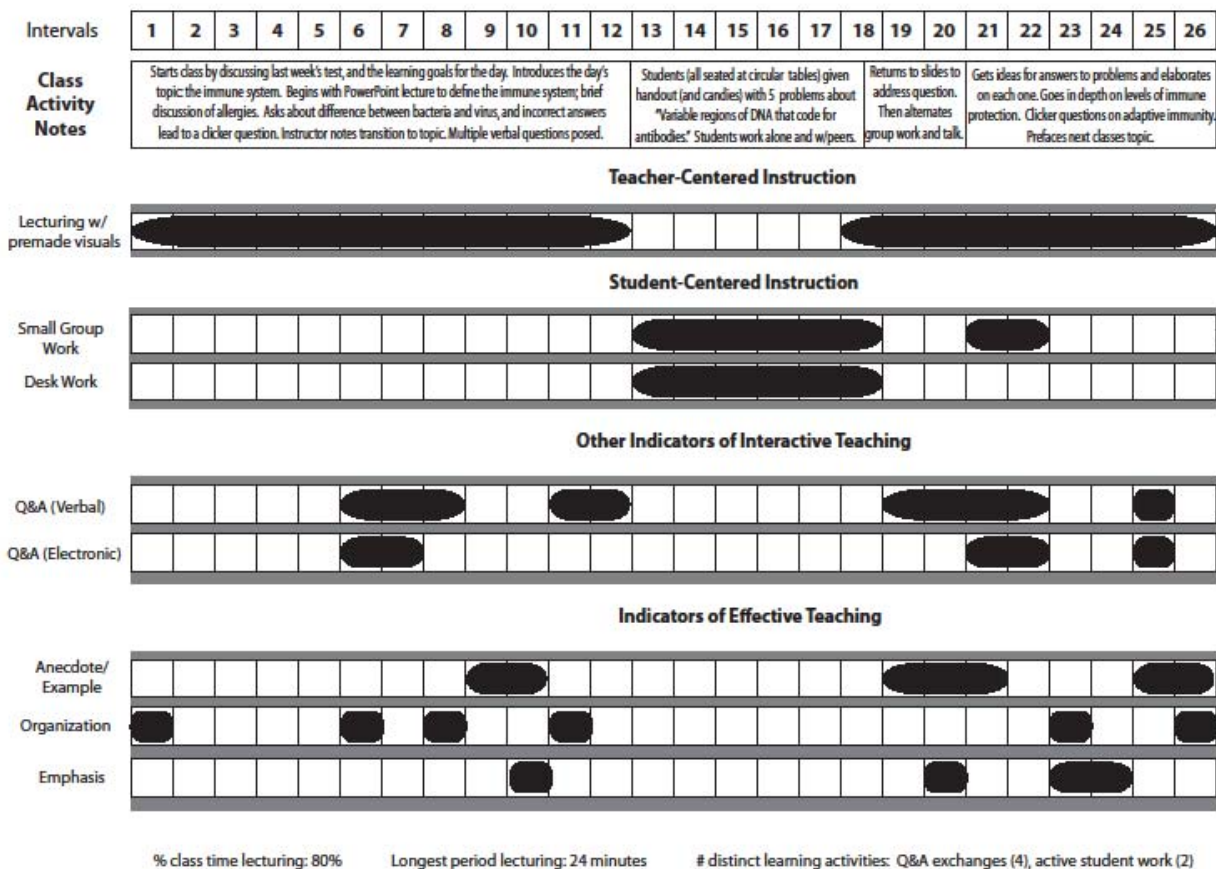 Intervals 1 2 3 4 5 6 7 8 9 10 11 12 13 14 15 16 17 18 19 20 21 22 23 24 25 26
Class
Activity
Notes
Starts class by discussing last week's test, and the learning goals for the day. Introduces the day's
topic: the immune system. Begins with PowerPoint lecture to define the immune system; brief
discussion of allergies. Asks about difference between bacteria and virus, and incorrect answers
lead to a clicker question. Instructor notes transition to topic. Multiple verbal questions posed.
Students (all seated at circular tables) given
handout (and candies) with 5 problems about
"Variable regions of DNA that code for
antibodies." Students work alone and w/peers.
Returns to slides to
address question.
Then alternates
group work and talk.
Gets ideas for answers to problems and elaborates
on each one. Goes in depth on levels of immune
protection. Clicker questions on adaptive immunity.
Prefaces next classes topic.
Teacher-Centered Instruction
Lecturing w/
premade visuals
Student-Centered Instruction
Small Group
Work
Desk Work
Other Indicators of Interactive Teaching
Q&A (Verbal)
Q&A (Electronic)
Indicators of Effective Teaching
Anecdote/
Example
Organization
Emphasis
% class time lecturing: 80% Longest period lecturing: 24 minutes # distinct learning activities: Q&A exchanges (4), active student work (2)